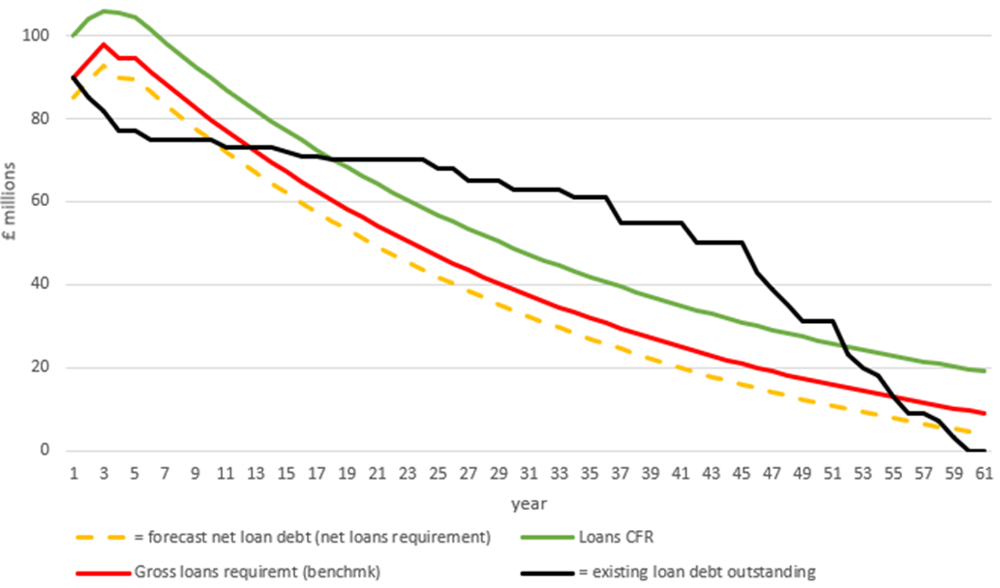 100
80
60
40
20
0
£ millions
1 3 5 7 9 11 13 15 17 19 21 23 25 27 29 31 33 35 37 39 41 43 45 47 49 51 53 55 57 59 61
year
= forecast net loan debt (net loans requirement)
Loans CFR
Gross loans requiremt (benchmk)
= existing loan debt outstanding